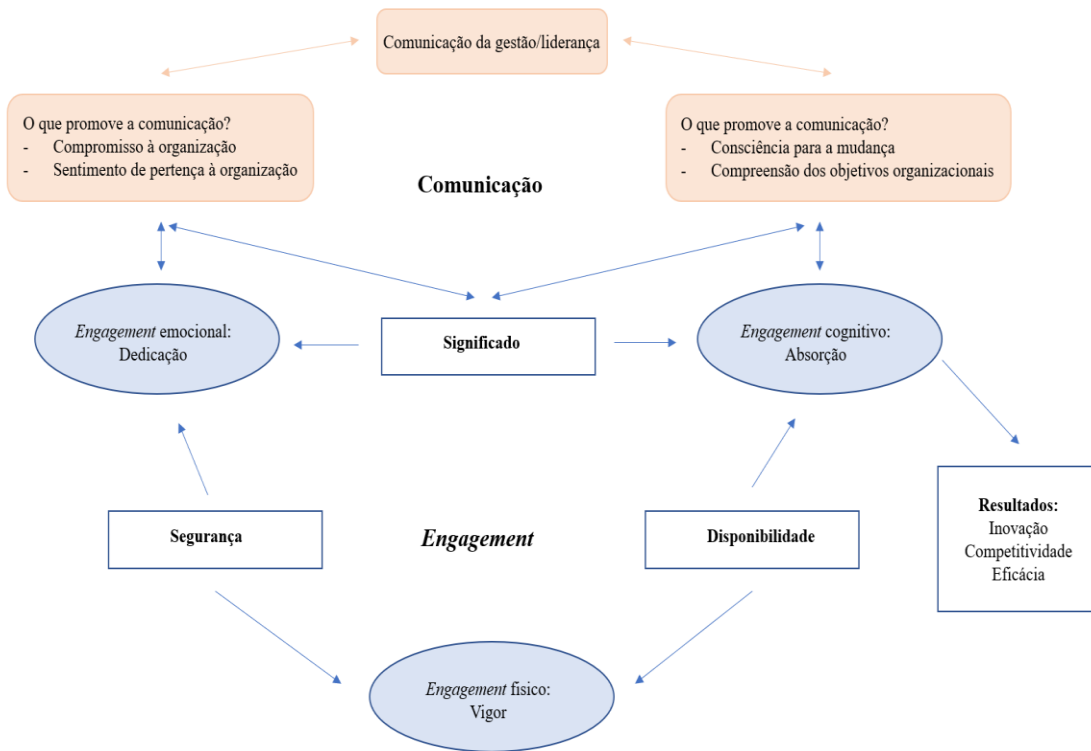 Comunicação da gestão/liderança
O que promove a comunicação?
- Compromisso à organização
- Sentimento de pertença à organização
O que promove a comunicação?
- Consciência para a mudança
- Compreensão dos objetivos organizacionais
Comunicação
Engagement emocional:
Dedicação
Significado
Engagement cognitivo:
Absorção
Segurança
Engagement
Disponibilidade
Resultados:
Inovação
Competitividade
Eficácia
Engagement fisico:
Vigor